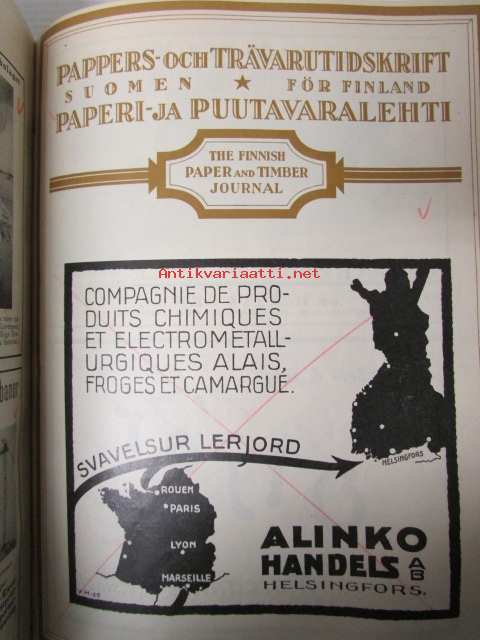 PAPPERS- OCH TRÄVARUTIDSKRIFT
SUOMEN ★ FÖR FINLAND
PAPERI- JA PUUTAVARALEHTI
THE FINNISH
PAPER AND TIMBER
JOURNAL
Antikvariaatti.net
COMPAGNIE DE PRO-
DUITS CHIMIQUES
ET ELECTROMETALL-
URGIQUES ALAIS,
FROGES ET CAMARGUE.
SVAVELSUR LERJORD
HELSINGFORS
ROUEN
PARIS
LYON
MARSEILLE
ALINKO
HANDELS AB
HELSINGFORS.